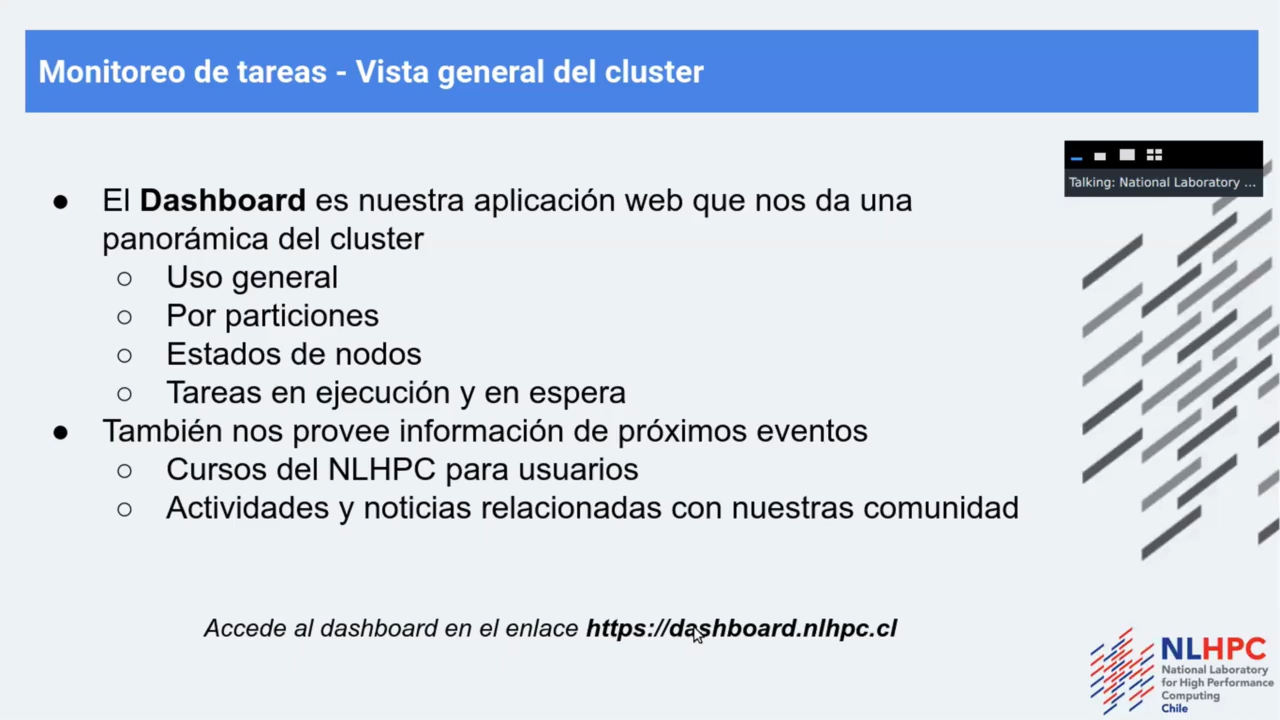 Monitoreo de tareas - Vista general del cluster
Talking: National Laboratory ...
● El Dashboard es nuestra aplicación web que nos da una
panorámica del cluster
○ Uso general
○ Por particiones
○ Estados de nodos
○ Tareas en ejecución y en espera
● También nos provee información de próximos eventos
○ Cursos del NLHPC para usuarios
○ Actividades y noticias relacionadas con nuestras comunidad
Accede al dashboard en el enlace https://dashboard.nlhpc.cl
NLHPC
National Laboratory
for High Performance
Computing
Chile